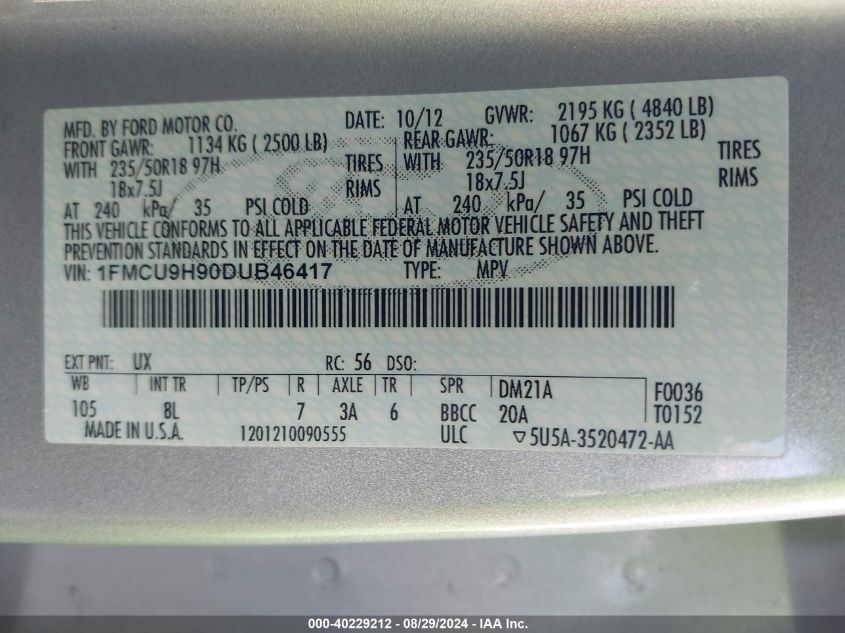 MFD. BY FORD MOTOR CO. DATE: 10/12 GVWR: 2195 KG ( 4840 LB)
FRONT GAWR: 1134 KG ( 2500 LB) REAR GAWR: 1067 KG ( 2352 LB)
WITH 235/50R18 97H TIRES WITH 235/50R18 97H TIRES
18x7.5J RIMS 18x7.5J RIMS
AT 240 kPa/ 35 PSI COLD AT 240 kPa/ 35 PSI COLD
THIS VEHICLE CONFORMS TO ALL APPLICABLE FEDERAL MOTOR VEHICLE SAFETY AND THEFT
PREVENTION STANDARDS IN EFFECT ON THE DATE OF MANUFACTURE SHOWN ABOVE.
VIN: 1FMCU9H90DUB46417 TYPE: MPV
EXT PNT: UX RC: 56 DSO:
WB INT TR TP/PS R AXLE TR SPR DM21A F0036
105 8L 7 3A 6 BBCC 20A T0152
MADE IN U.S.A. 1201210090555 ULC ▽5U5A-3520472-AA
000-40229212 - 08/29/2024 - IAA Inc.